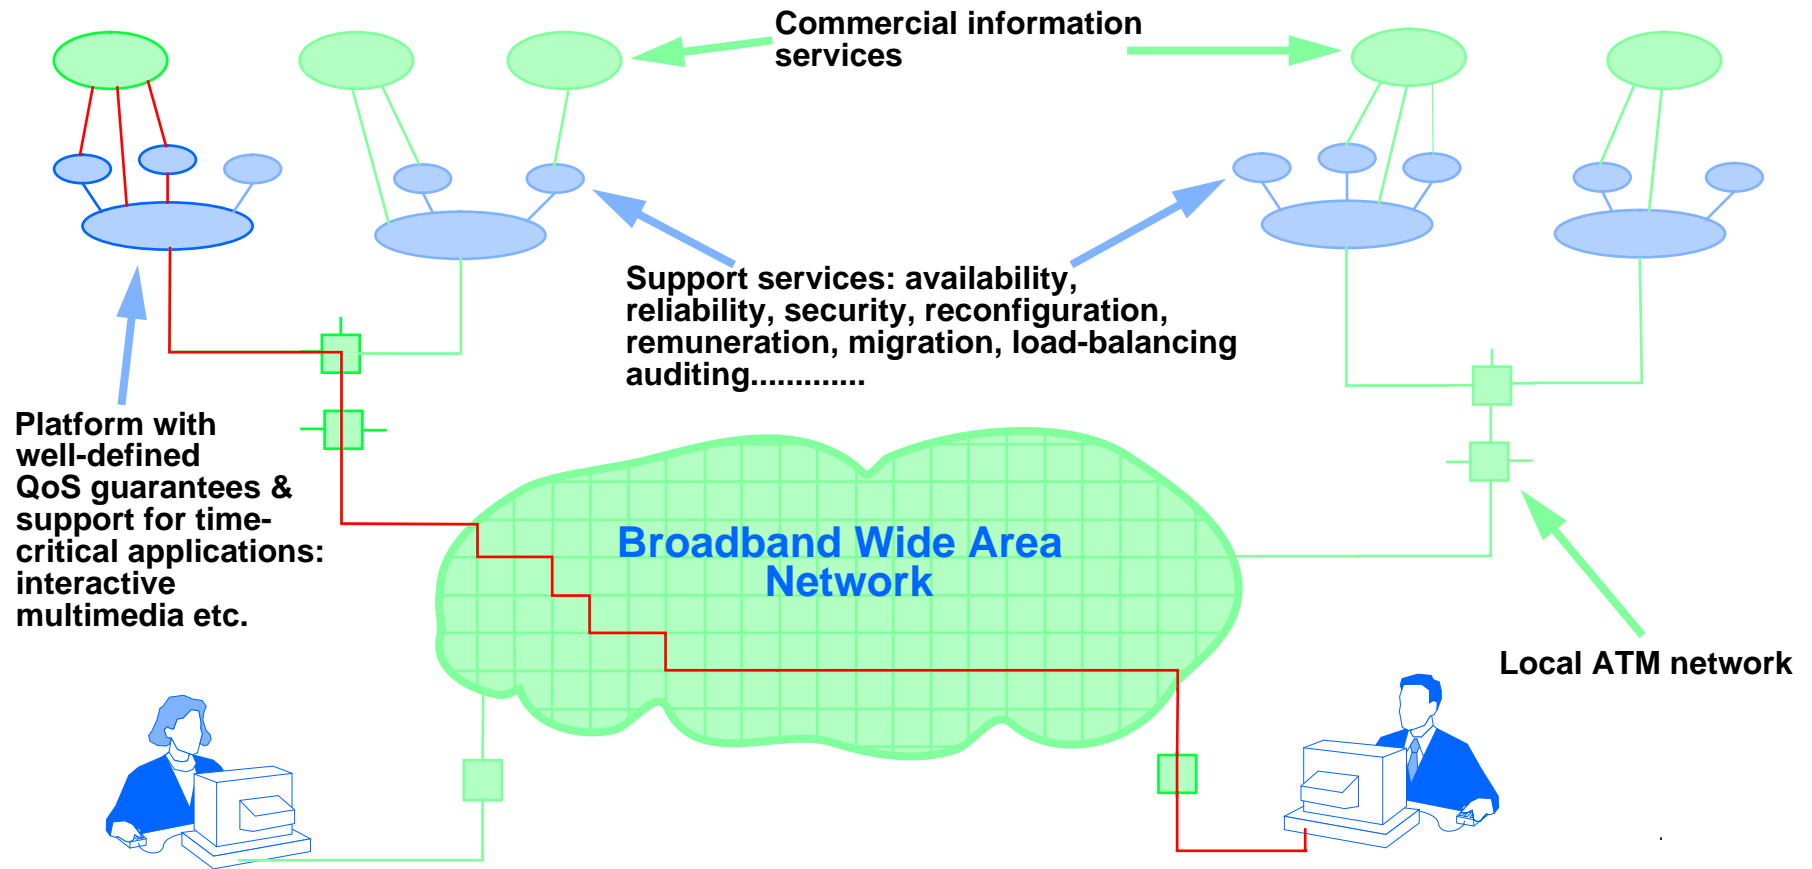 Commercial information
services
Support services: availability,
reliability, security, reconfiguration,
remuneration, migration, load-balancing
auditing.............
Platform with
well-defined
QoS guarantees &
support for time-
critical applications:
interactive
multimedia etc.
Broadband Wide Area
Network
Local ATM network
.